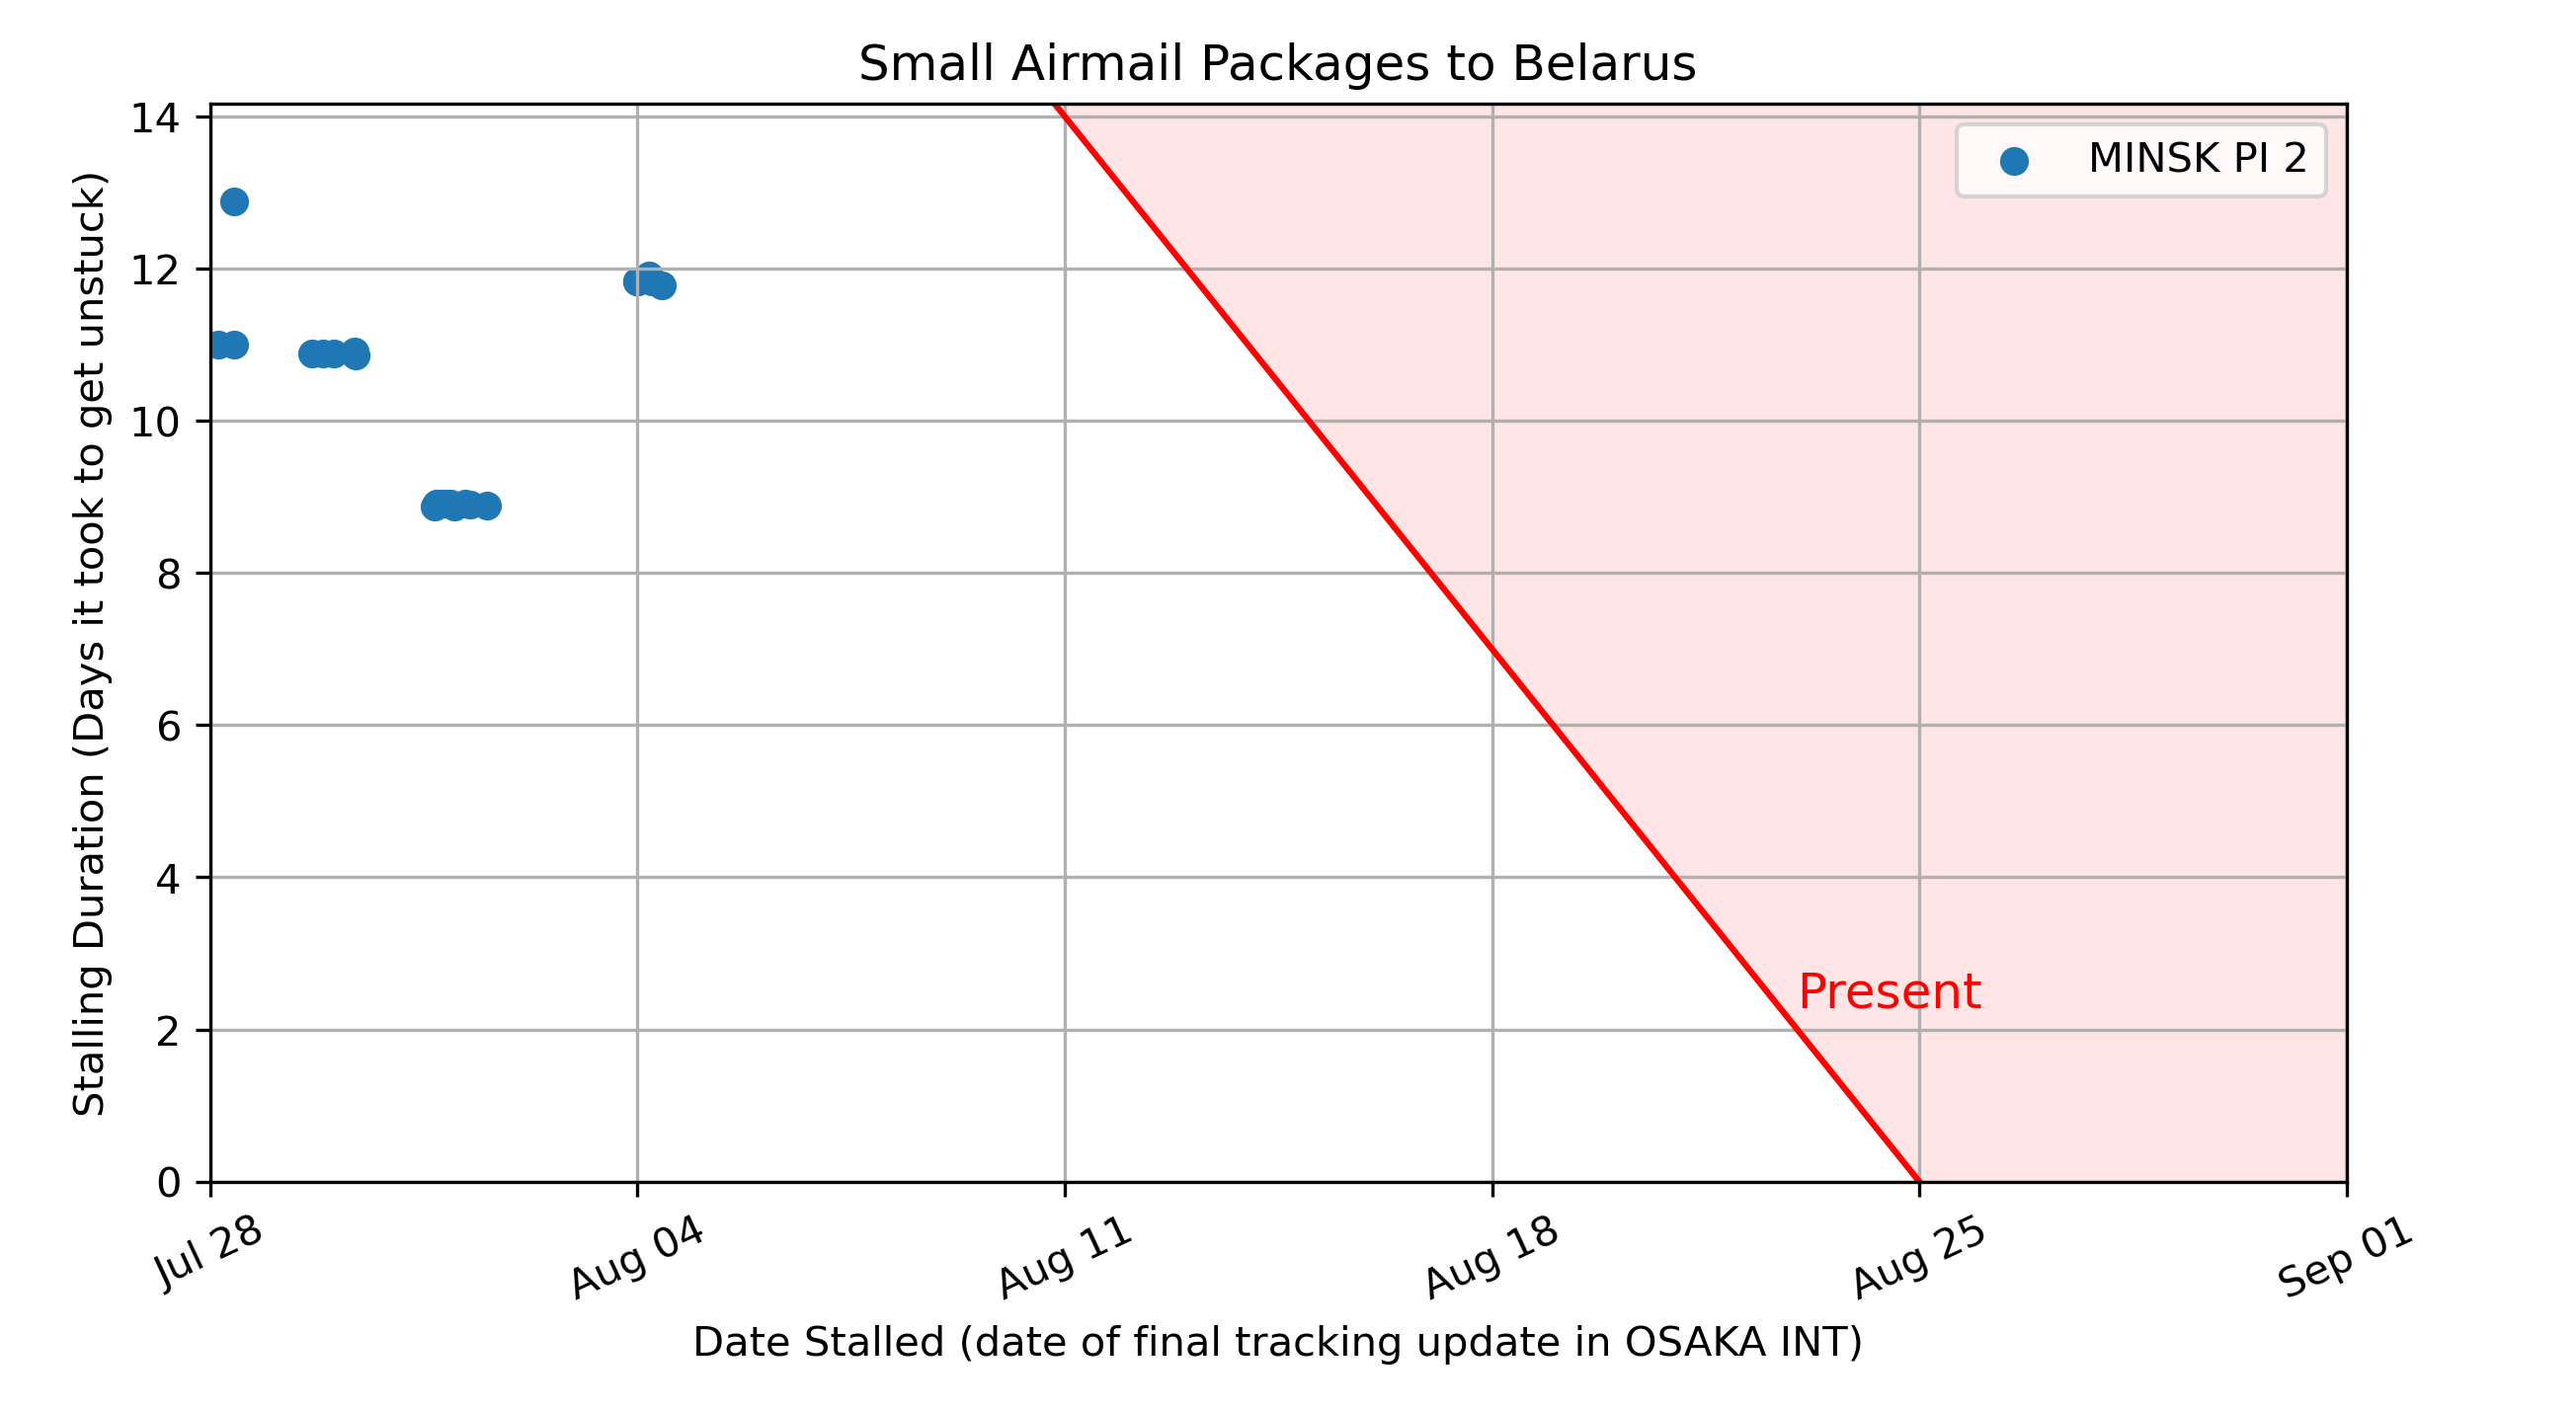 Small Airmail Packages to Belarus
MINSK PI 2
Stalling Duration (Days it took to get unstuck)
14
12
10
8
6
4
2
0
Present
Jul 28
Aug 04
Aug 11
Aug 18
Aug 25
Sep 01
Date Stalled (date of final tracking update in OSAKA INT)